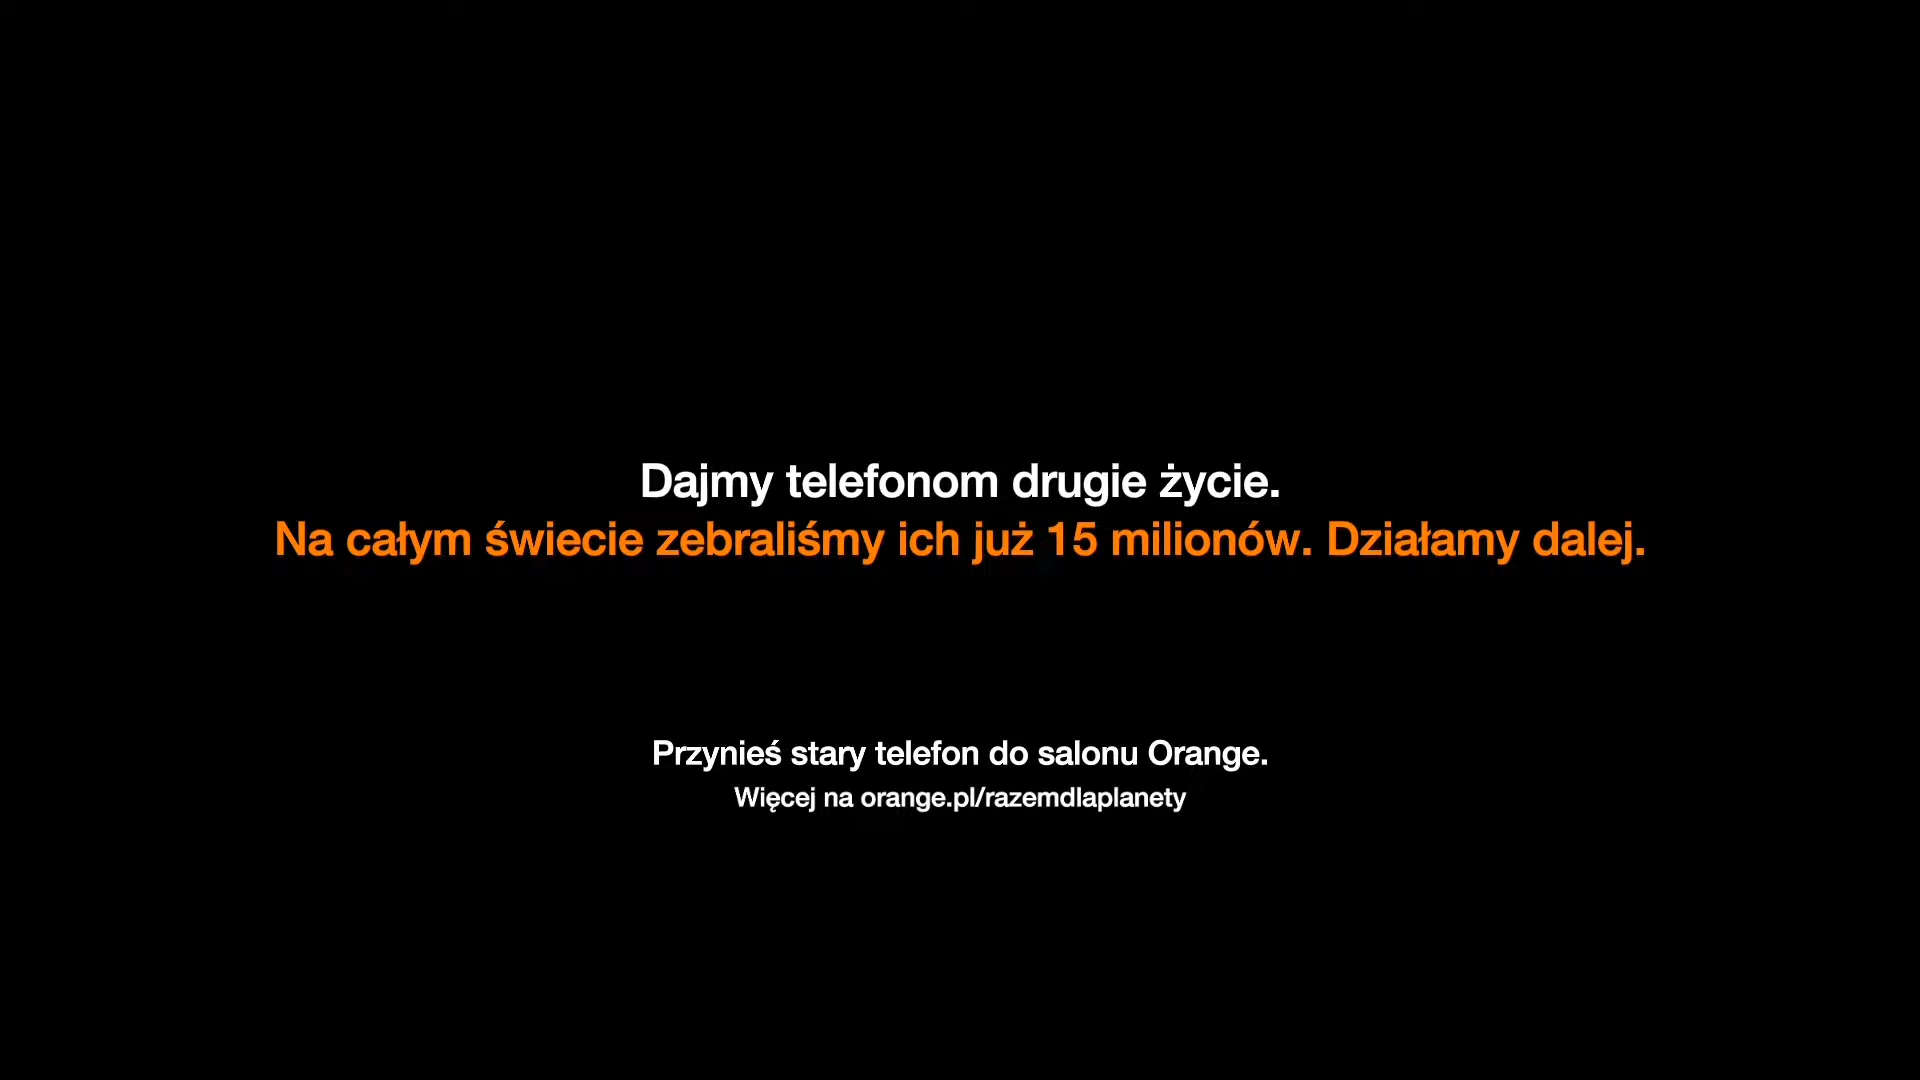 Dajmy telefonom drugie życie.
Na całym świecie zebraliśmy ich już 15 milionów. Działamy dalej.
Przynieś stary telefon do salonu Orange.
Więcej na orange.pl/razemdlaplanety